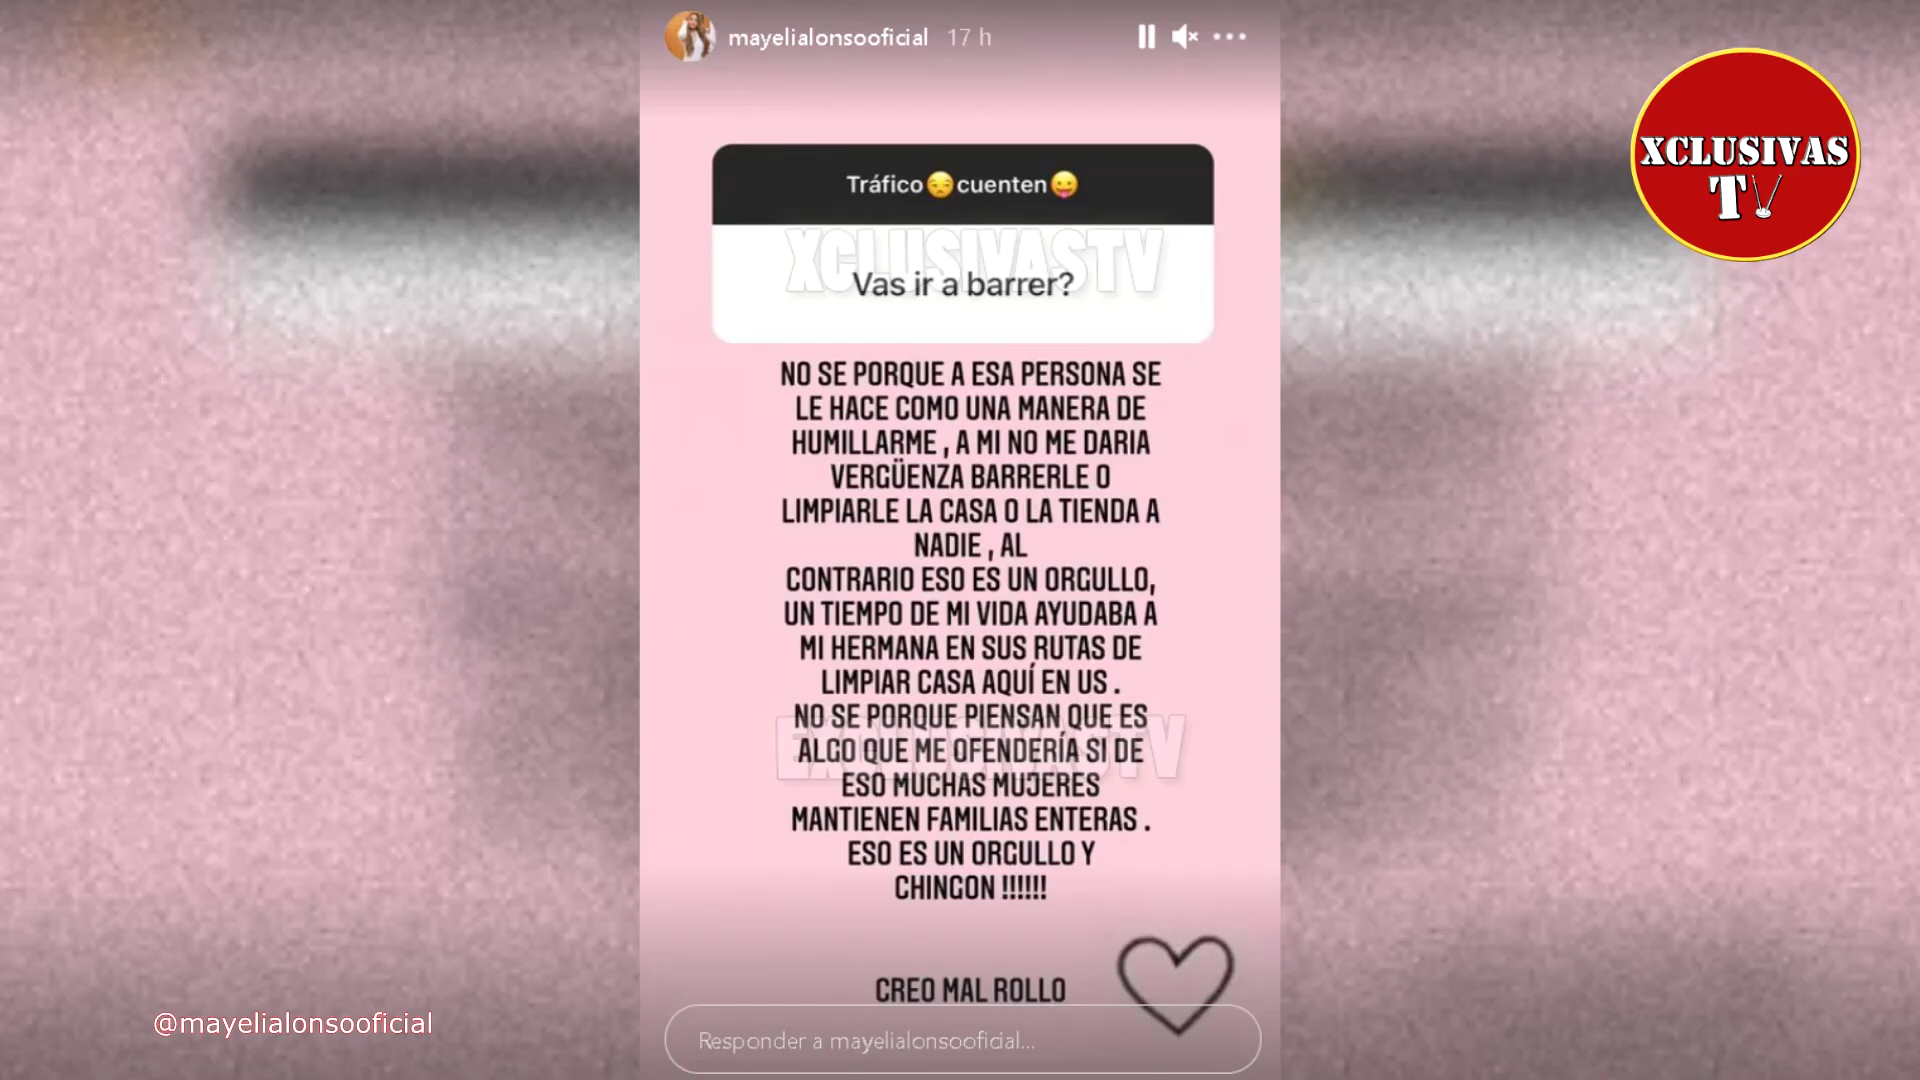 mayelialonsooficial 17 h
XCLUSIVAS
TV
Tráfico😒cuenten😛
XCLUSIVASTV
Vas ir a barrer?
NO SE PORQUE A ESA PERSONA SE
LE HACE COMO UNA MANERA DE
HUMILLARME , A MI NO ME DARIA
VERGÜENZA BARRERLE O
LIMPIARLE LA CASA O LA TIENDA A
NADIE , AL
CONTRARIO ESO ES UN ORGULLO,
UN TIEMPO DE MI VIDA AYUDABA A
MI HERMANA EN SUS RUTAS DE
LIMPIAR CASA AQUÍ EN US .
NO SE PORQUE PIENSAN QUE ES
EXCLUSIVASTV
ALGO QUE ME OFENDERÍA SI DE
ESO MUCHAS MUJERES
MANTIENEN FAMILIAS ENTERAS .
ESO ES UN ORGULLO Y
CHINGON !!!!!!
CREO MAL ROLLO
@mayelialonsooficial
Responder a mayelialonsooficial...